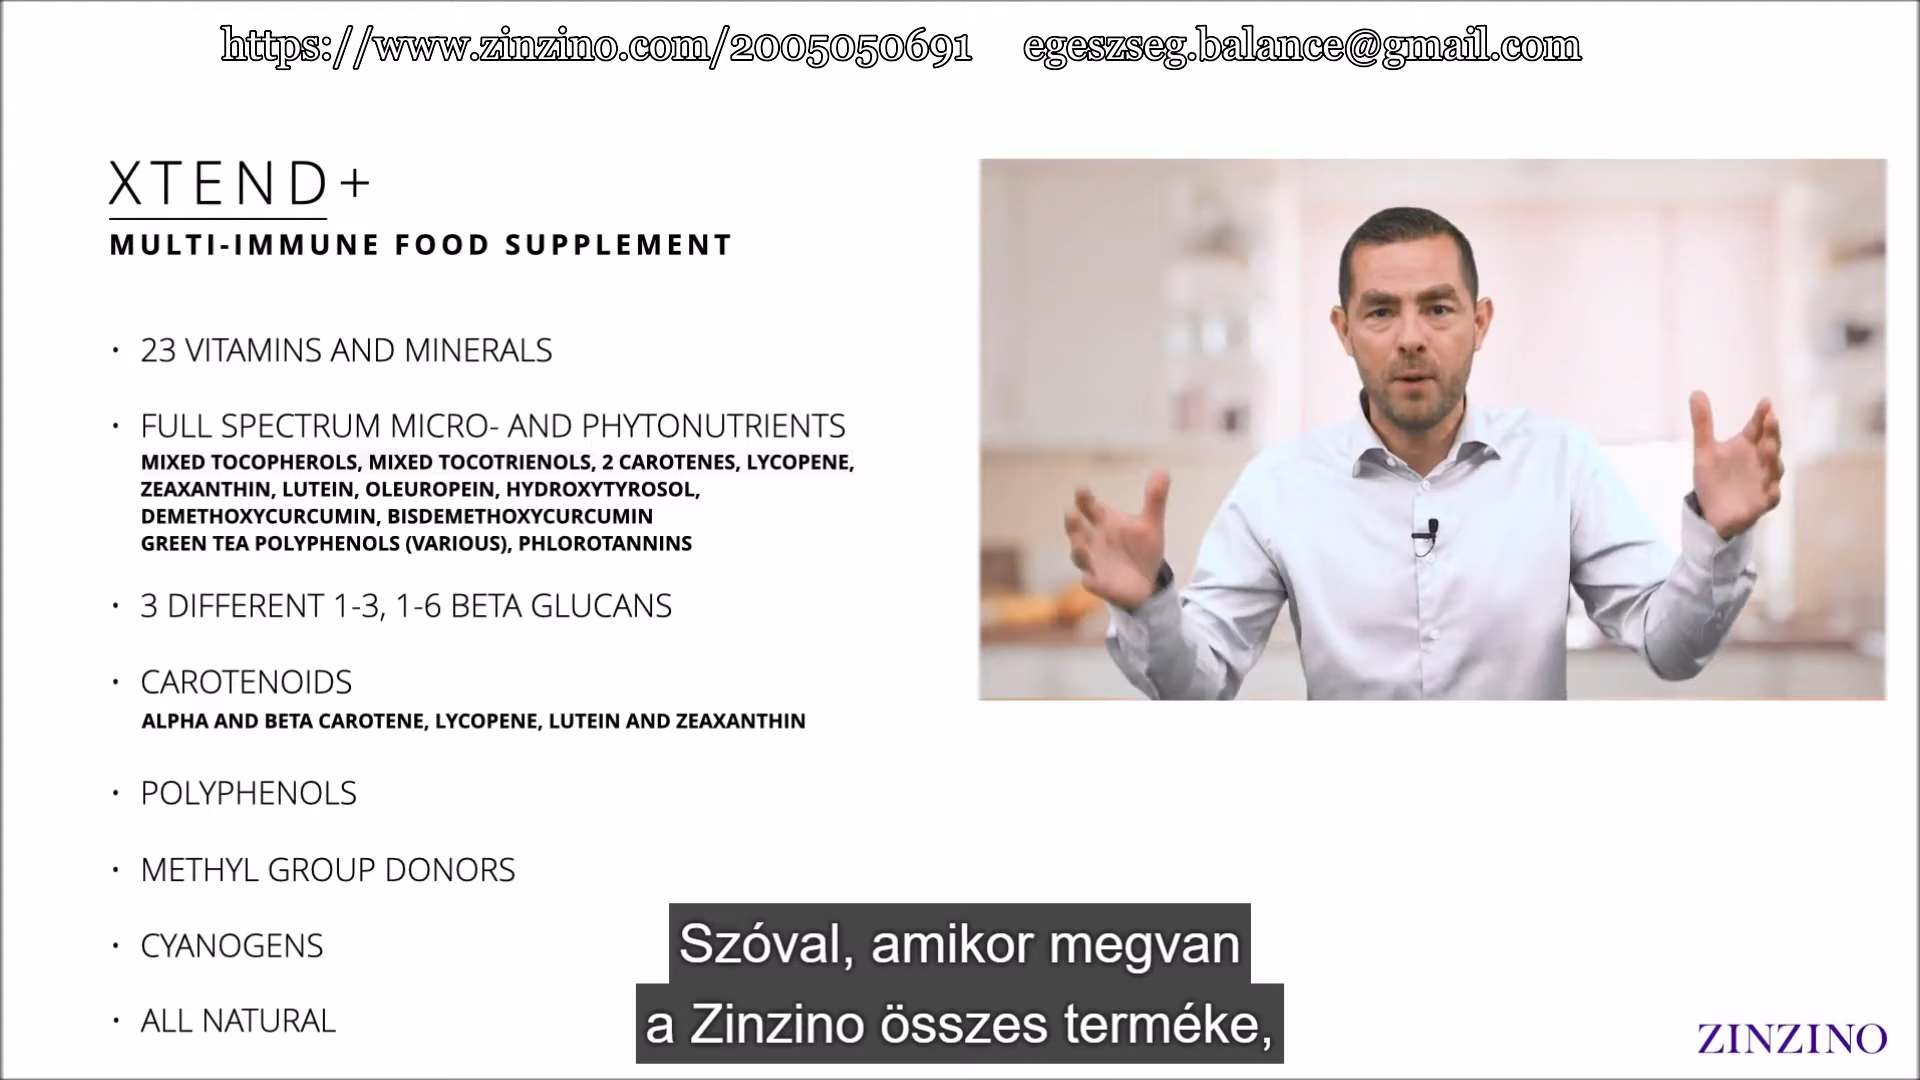 https://www.zinzino.com/2005050691 egeszseg.balance@gmail.com
XTEND+
MULTI-IMMUNE FOOD SUPPLEMENT
· 23 VITAMINS AND MINERALS
· FULL SPECTRUM MICRO- AND PHYTONUTRIENTS
MIXED TOCOPHEROLS, MIXED TOCOTRIENOLS, 2 CAROTENES, LYCOPENE,
ZEAXANTHIN, LUTEIN, OLEUROPEIN, HYDROXYTYROSOL,
DEMETHOXYCURCUMIN, BISDEMETHOXYCURCUMIN
GREEN TEA POLYPHENOLS (VARIOUS), PHLOROTANNINS
· 3 DIFFERENT 1-3, 1-6 BETA GLUCANS
· CAROTENOIDS
ALPHA AND BETA CAROTENE, LYCOPENE, LUTEIN AND ZEAXANTHIN
· POLYPHENOLS
· METHYL GROUP DONORS
· CYANOGENS
· ALL NATURAL
Szóval, amikor megvan
a Zinzino összes terméke,
ZINZINO